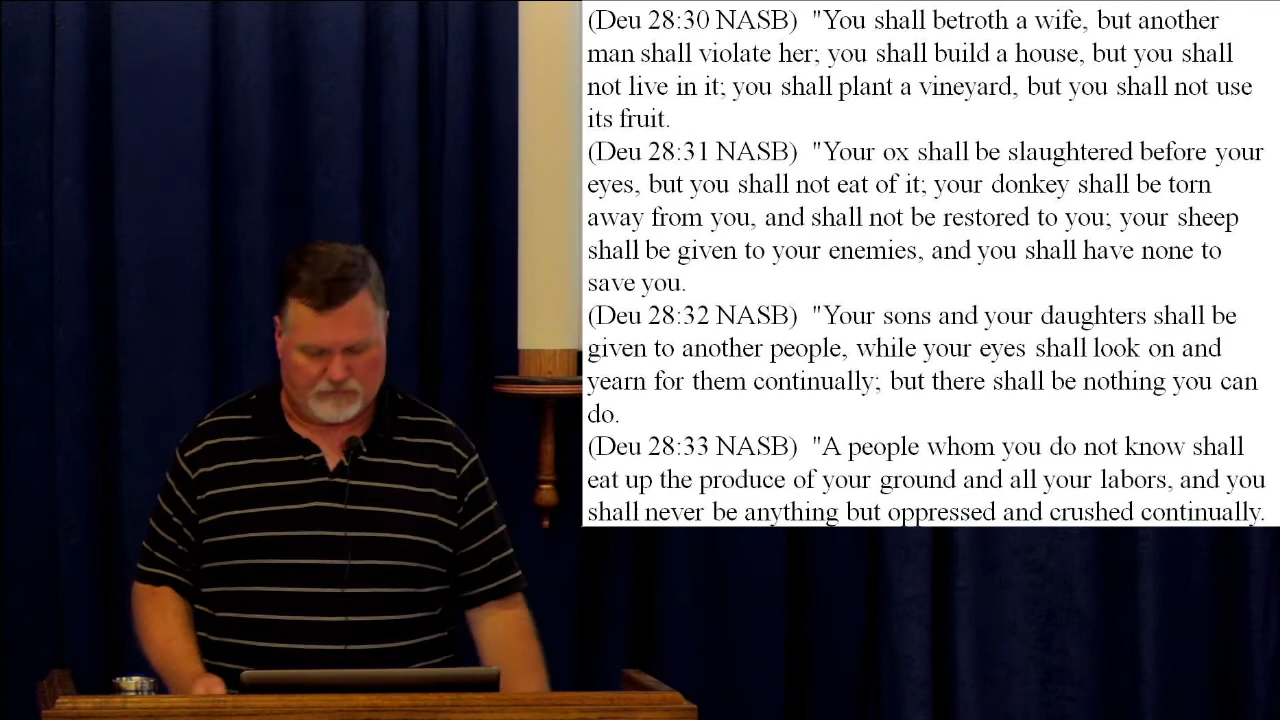 (Deu 28:30 NASB) "You shall betroth a wife, but another
man shall violate her; you shall build a house, but you shall
not live in it; you shall plant a vineyard, but you shall not use
its fruit.
(Deu 28:31 NASB) "Your ox shall be slaughtered before your
eyes, but you shall not eat of it; your donkey shall be torn
away from you, and shall not be restored to you; your sheep
shall be given to your enemies, and you shall have none to
save you.
(Deu 28:32 NASB) "Your sons and your daughters shall be
given to another people, while your eyes shall look on and
yearn for them continually; but there shall be nothing you can
do.
(Deu 28:33 NASB) "A people whom you do not know shall
eat up the produce of your ground and all your labors, and you
shall never be anything but oppressed and crushed continually.